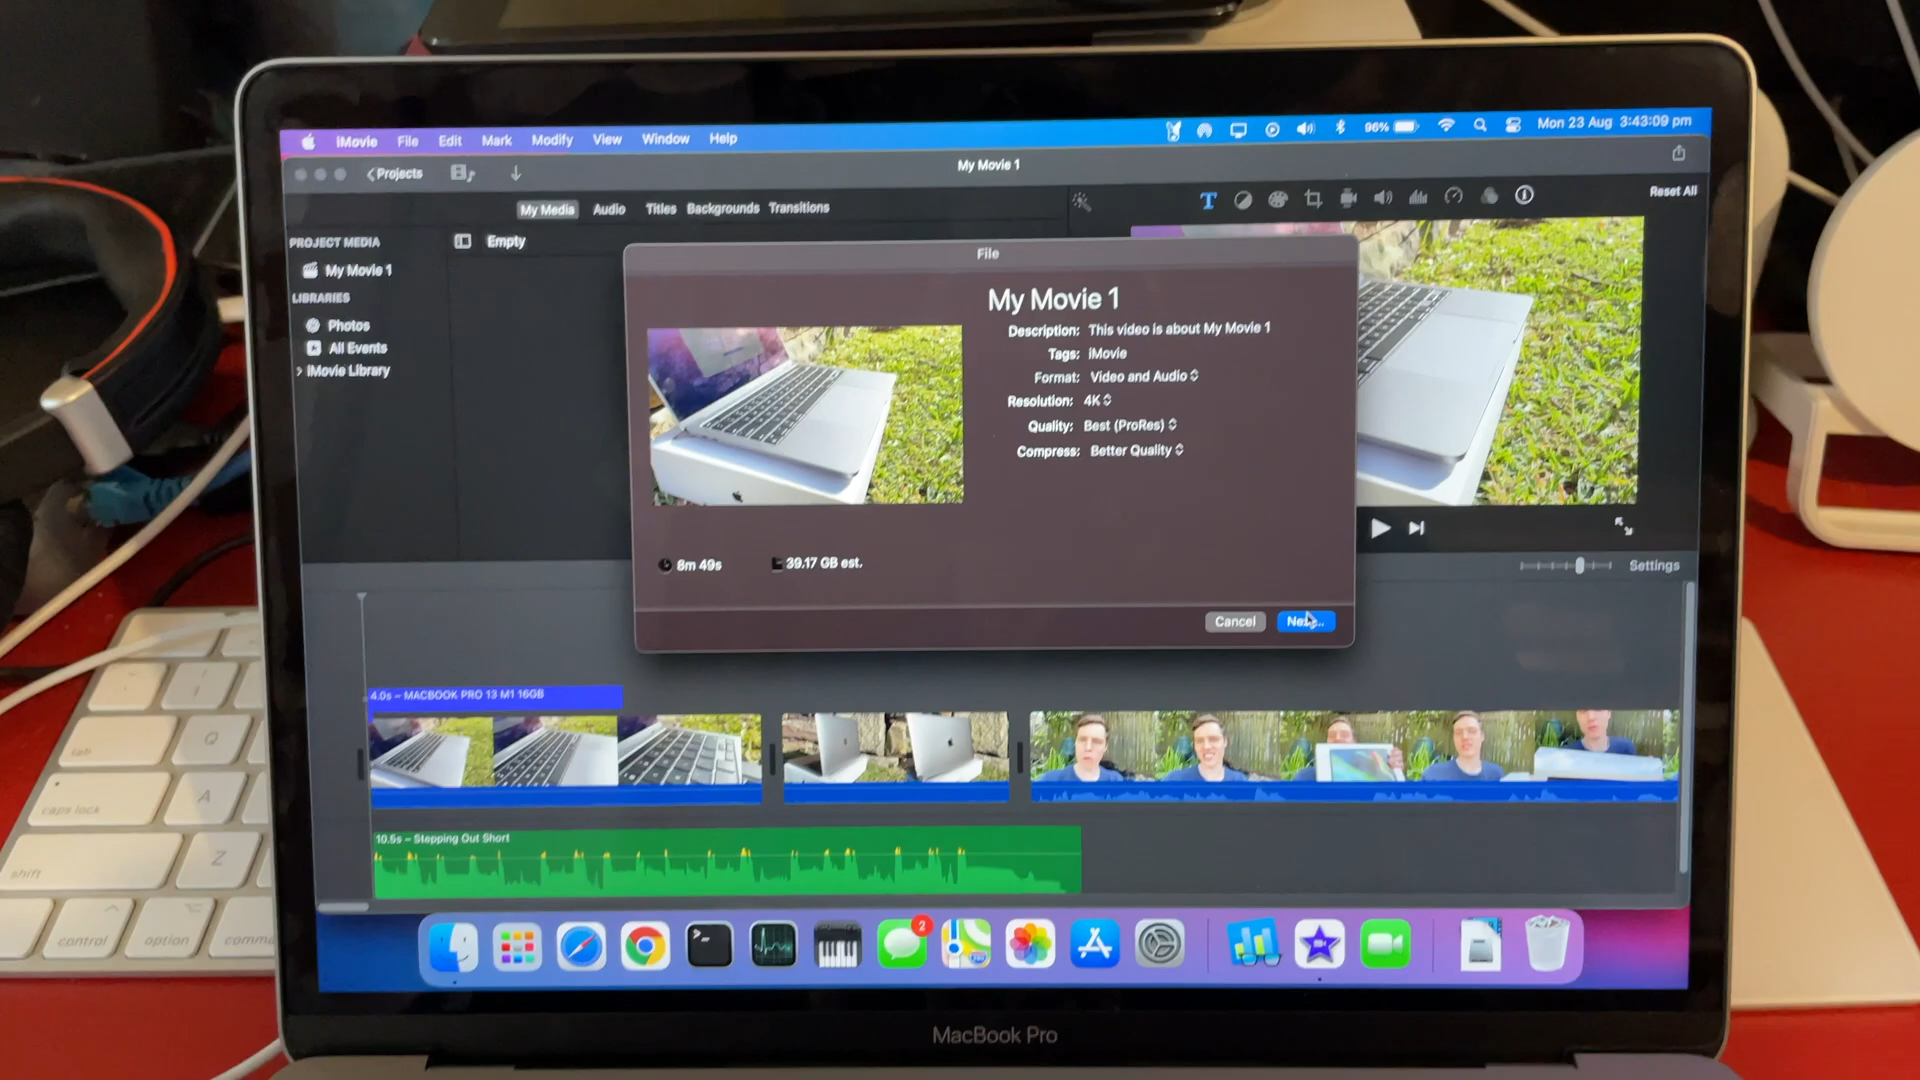 iMovie File Edit Mark Modify View Window Help 96% Mon 23 Aug 3:43:09 pm
Projects My Movie 1
Reset All
My Media Audio Titles Backgrounds Transitions
PROJECT MEDIA
My Movie 1
LIBRARIES
Photos
All Events
iMovie Library
Empty
File
My Movie 1
Description: This video is about My Movie 1
Tags: iMovie
Format: Video and Audio
Resolution: 4K
Quality: Best (ProRes)
Compress: Better Quality
8m 49s 39.17 GB est.
Cancel
Settings
4.0s – MACBOOK PRO 13 M1 16GB
10.5s – Stepping Out Short
2
MacBook Pro
tab
Q
caps lock
A
shift
Z
control
option